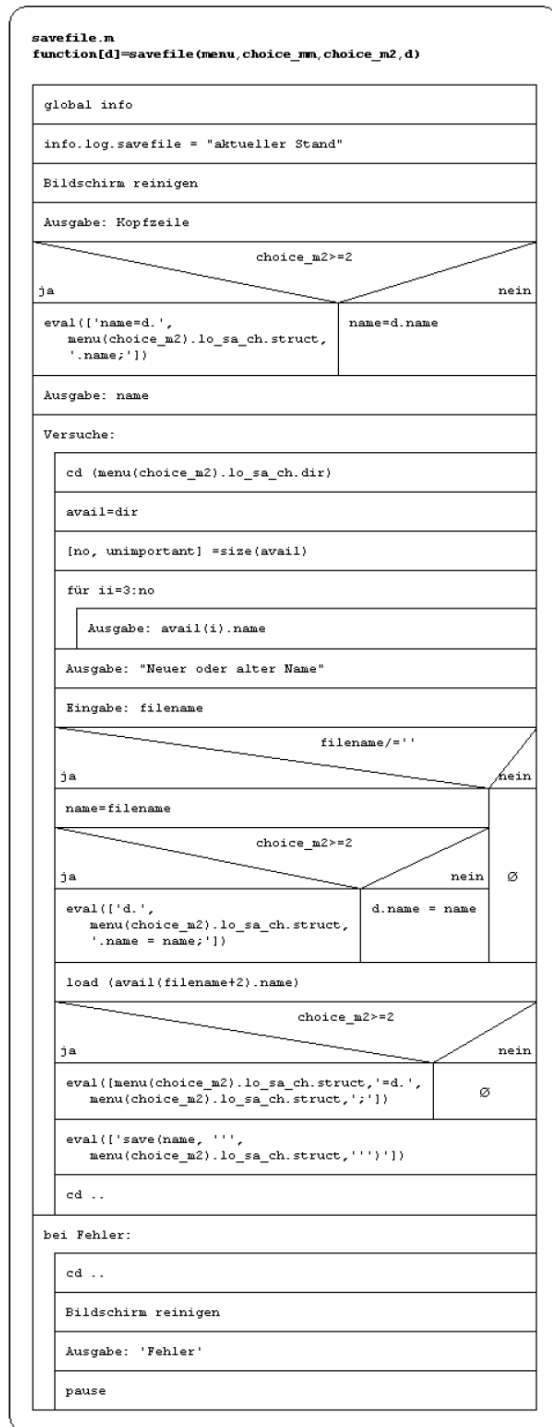 savefile.m
function[d]=savefile(menu,choice_mm,choice_m2,d)
global info
info.log.savefile = "aktueller Stand"
Bildschirm reinigen
Ausgabe: Kopfzeile
choice_m2>=2
ja
nein
eval(['name=d.',
menu(choice_m2).lo_sa_ch.struct,
'.name;'])
name=d.name
Ausgabe: name
Versuche:
cd (menu(choice_m2).lo_sa_ch.dir)
avail=dir
[no, unimportant] =size(avail)
für ii=3:no
Ausgabe: avail(i).name
Ausgabe: "Neuer oder alter Name"
Eingabe: filename
filename/=''
ja
nein
name=filename
choice_m2>=2
ja
nein
Ø
eval(['d.',
menu(choice_m2).lo_sa_ch.struct,
'.name = name;'])
d.name = name
load (avail(filename+2).name)
choice_m2>=2
ja
nein
eval([menu(choice_m2).lo_sa_ch.struct,'=d.',
menu(choice_m2).lo_sa_ch.struct,';'])
Ø
eval(['save(name, ''',
menu(choice_m2).lo_sa_ch.struct,''')'])
cd ..
bei Fehler:
cd ..
Bildschirm reinigen
Ausgabe: 'Fehler'
pause